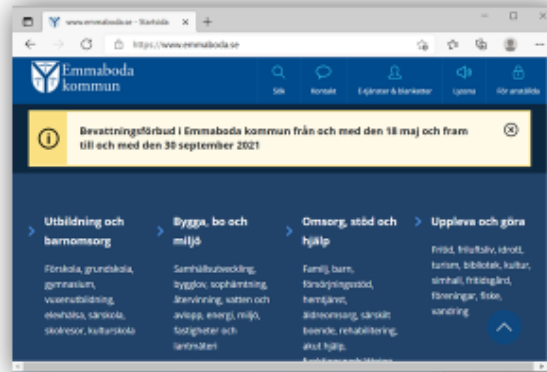 www.emmaboda.se - Startsida
https://www.emmaboda.se
Emmaboda
kommun
Sök
Kontakt
E-tjänster & blanketter
Lyssna
För anställda
Bevattningsförbud i Emmaboda kommun från och med den 18 maj och fram
till och med den 30 september 2021
Utbildning och
barnomsorg
Förskola, grundskola,
gymnasium,
vuxenutbildning,
elevhälsa, särskola,
skolresor, kulturskola
Bygga, bo och
miljö
Samhällsutveckling,
bygglov, sophämtning,
återvinning, vatten och
avlopp, energi, miljö,
fastigheter och
lantmäteri
Omsorg, stöd och
hjälp
Familj, barn,
försörjningsstöd,
hemtjänst,
äldreomsorg, särskilt
boende, rehabilitering,
akut hjälp,
Uppleva och göra
Fritid, friluftsliv, idrott,
turism, bibliotek, kultur,
simhall, fritidsgård,
föreningar, fiske,
vandring